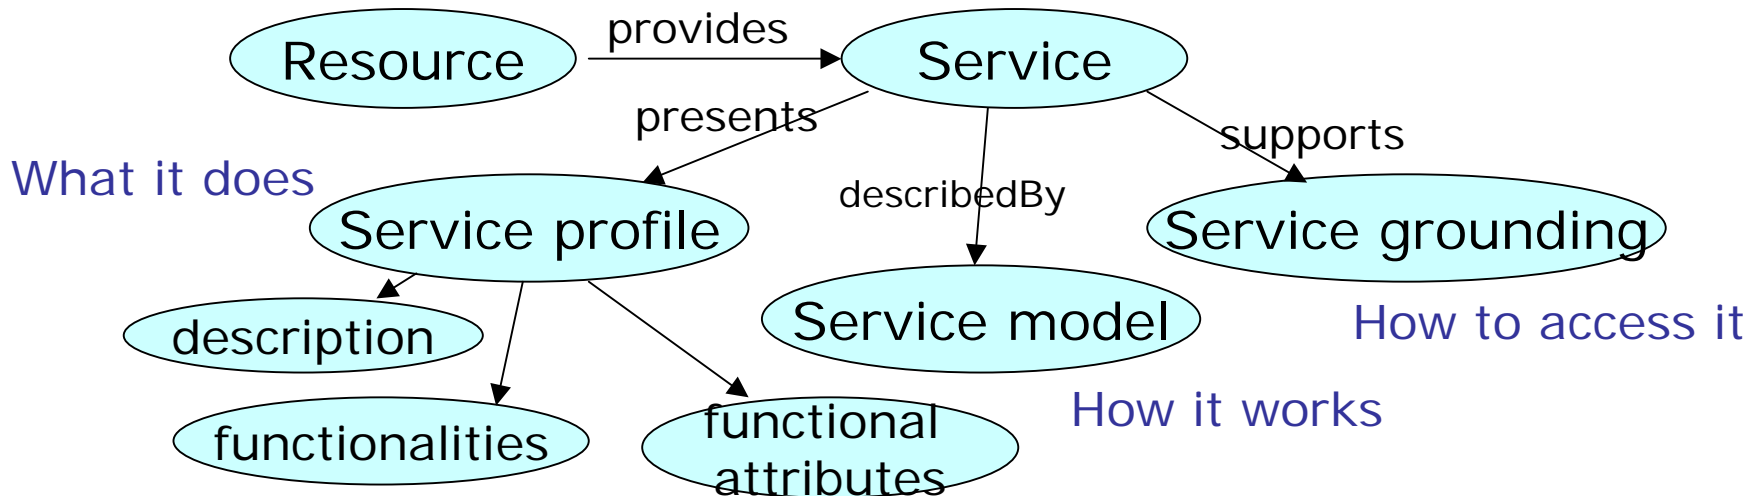 provides
Resource
Service
presents
supports
What it does
describedBy
Service profile
Service grounding
Service model
How to access it
description
How it works
functionalities
functional
attributes